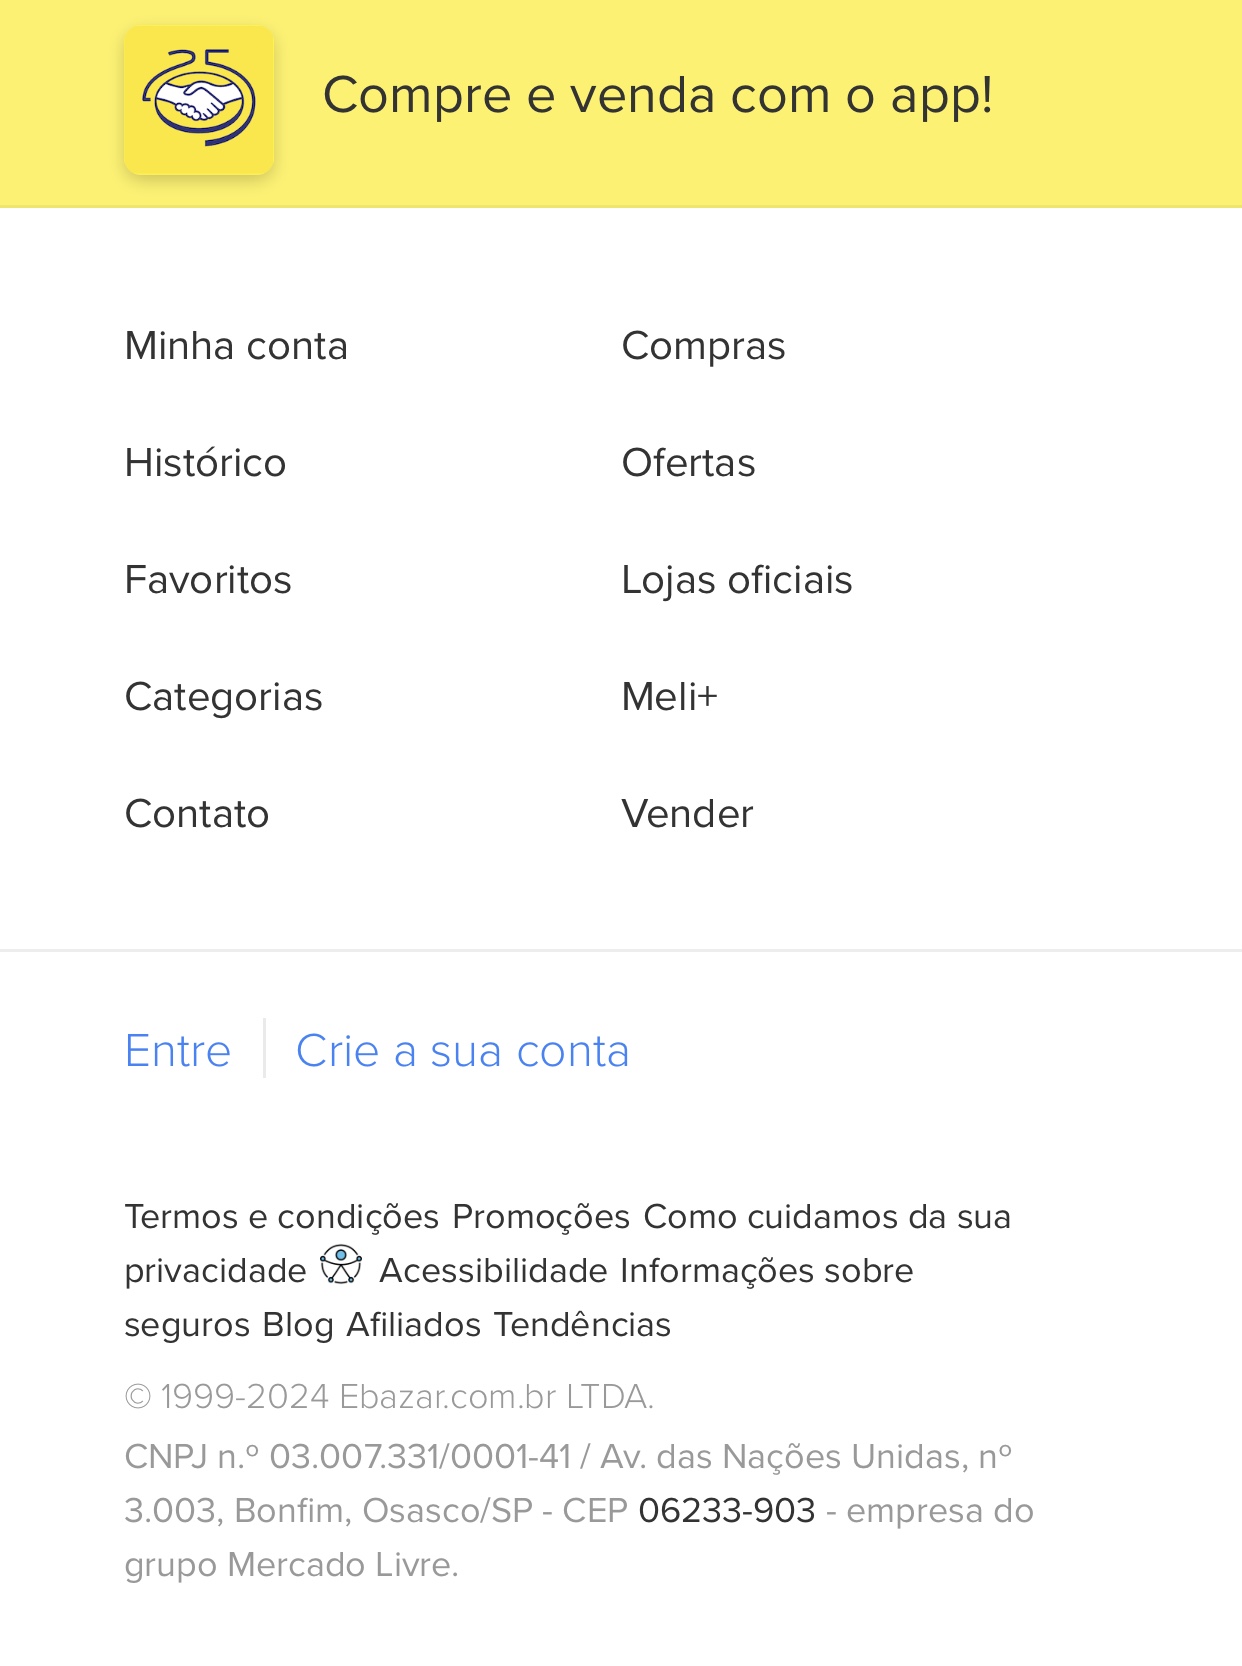 25
Compre e venda com o app!
Minha conta
Compras
Histórico
Ofertas
Favoritos
Lojas oficiais
Categorias
Meli+
Contato
Vender
Entre
Crie a sua conta
Termos e condições Promoções Como cuidamos da sua
privacidade Acessibilidade Informações sobre
seguros Blog Afiliados Tendências
© 1999-2024 Ebazar.com.br LTDA.
CNPJ n.º 03.007.331/0001-41 / Av. das Nações Unidas, nº
3.003, Bonfim, Osasco/SP - CEP 06233-903 - empresa do
grupo Mercado Livre.